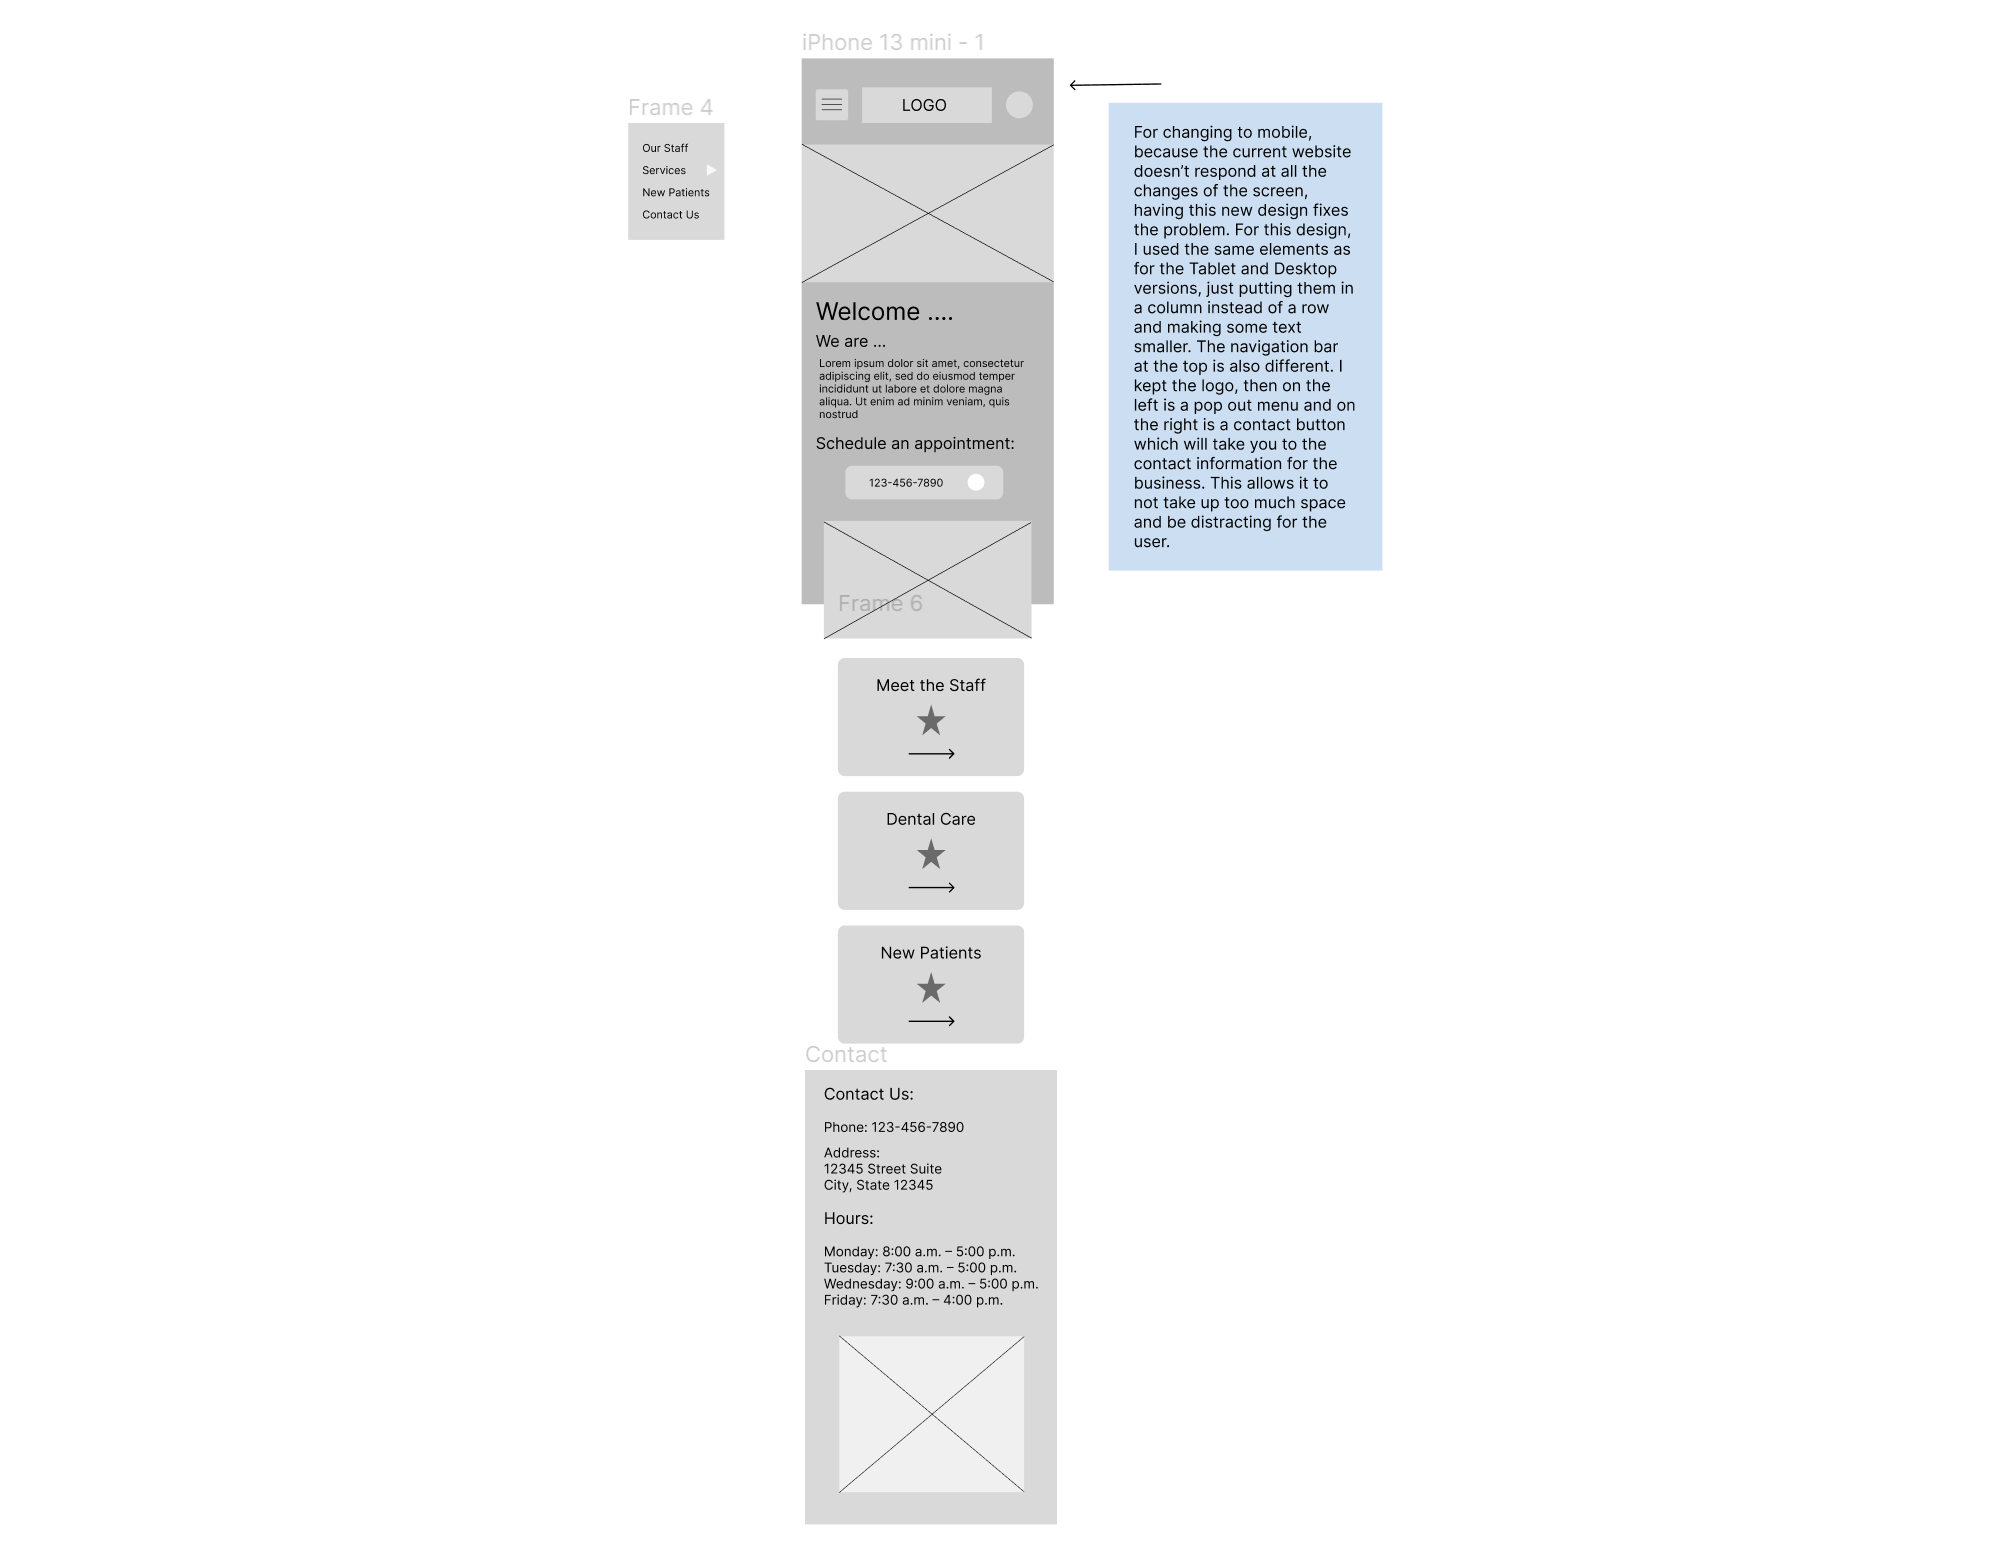 iPhone 13 mini - 1
Frame 4
Our Staff
Services
New Patients
Contact Us
LOGO
Welcome ....
We are ...
Lorem ipsum dolor sit amet, consectetur
adipiscing elit, sed do eiusmod temper
incididunt ut labore et dolore magna
aliqua. Ut enim ad minim veniam, quis
nostrud
Schedule an appointment:
123-456-7890
Frame 6
Meet the Staff
Dental Care
New Patients
Contact
Contact Us:
Phone: 123-456-7890
Address:
12345 Street Suite
City, State 12345
Hours:
Monday: 8:00 a.m. – 5:00 p.m.
Tuesday: 7:30 a.m. – 5:00 p.m.
Wednesday: 9:00 a.m. – 5:00 p.m.
Friday: 7:30 a.m. – 4:00 p.m.
For changing to mobile,
because the current website
doesn’t respond at all the
changes of the screen,
having this new design fixes
the problem. For this design,
I used the same elements as
for the Tablet and Desktop
versions, just putting them in
a column instead of a row
and making some text
smaller. The navigation bar
at the top is also different. I
kept the logo, then on the
left is a pop out menu and on
the right is a contact button
which will take you to the
contact information for the
business. This allows it to
not take up too much space
and be distracting for the
user.